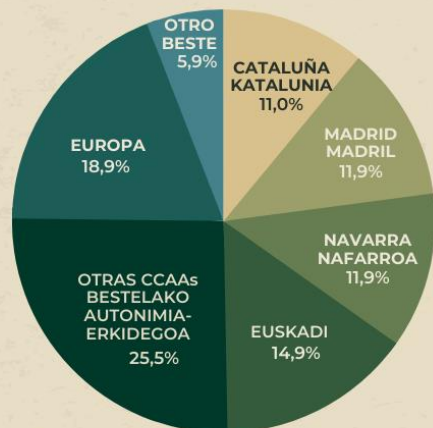 OTRO
BESTE
5,9%
CATALUÑA
KATALUNIA
11,0%
MADRID
MADRIL
11,9%
NAVARRA
NAFARROA
11,9%
EUSKADI
14,9%
OTRAS CCAAs
BESTELAKO
AUTONIMIA-
ERKIDEGOA
25,5%
EUROPA
18,9%